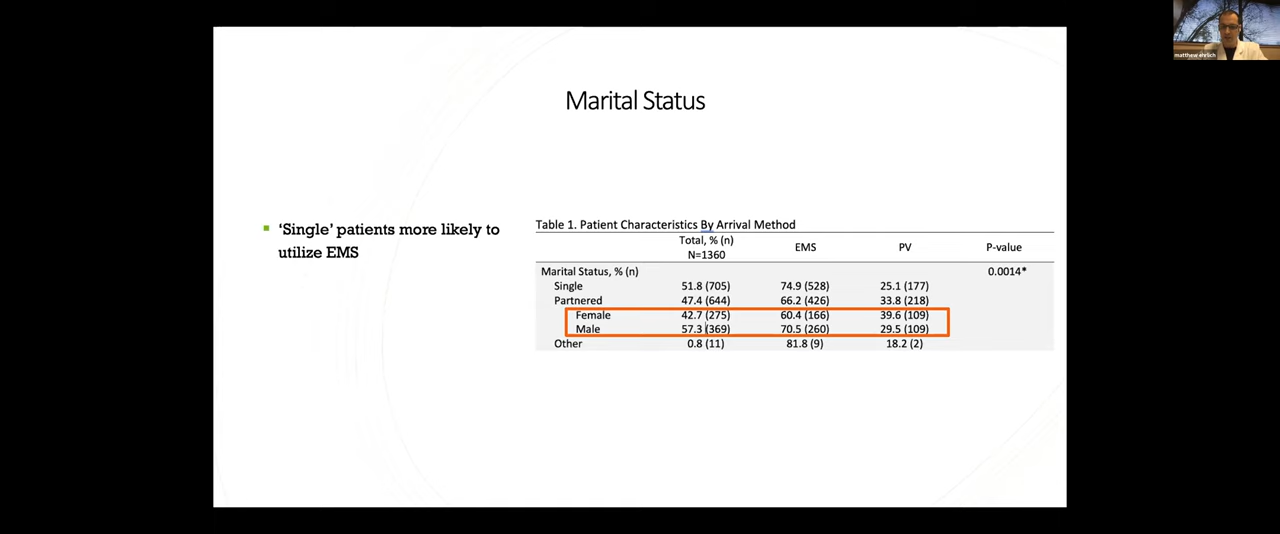 matthew ehrlich
Marital Status
▪ ‘Single’ patients more likely to
utilize EMS
Table 1. Patient Characteristics By Arrival Method
Total, % (n) EMS PV P-value
N=1360
Marital Status, % (n) 0.0014*
Single 51.8 (705) 74.9 (528) 25.1 (177)
Partnered 47.4 (644) 66.2 (426) 33.8 (218)
Female 42.7 (275) 60.4 (166) 39.6 (109)
Male 57.3 (369) 70.5 (260) 29.5 (109)
Other 0.8 (11) 81.8 (9) 18.2 (2)